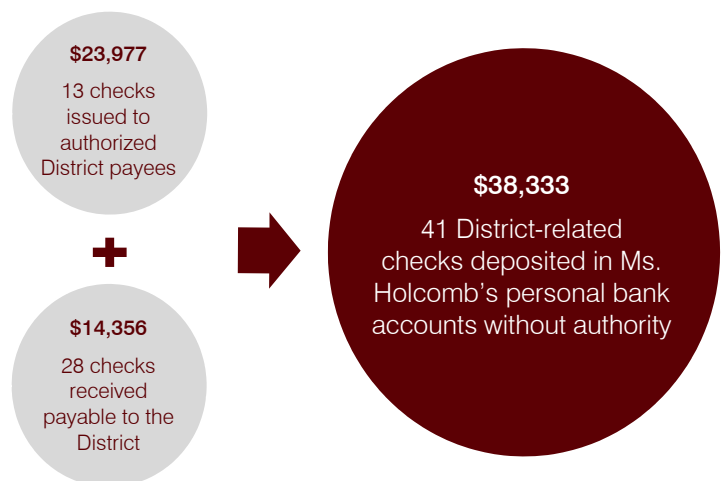 $23,977
13 checks
issued to
authorized
District payees
+
$14,356
28 checks
received
payable to the
District
$38,333
41 District-related
checks deposited in Ms.
Holcomb’s personal bank
accounts without authority